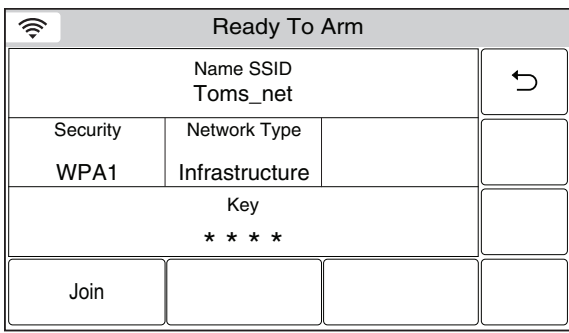 Ready To Arm
Name SSID
Toms_net
Security
Network Type
WPA1
Infrastructure
Key
* * * *
Join